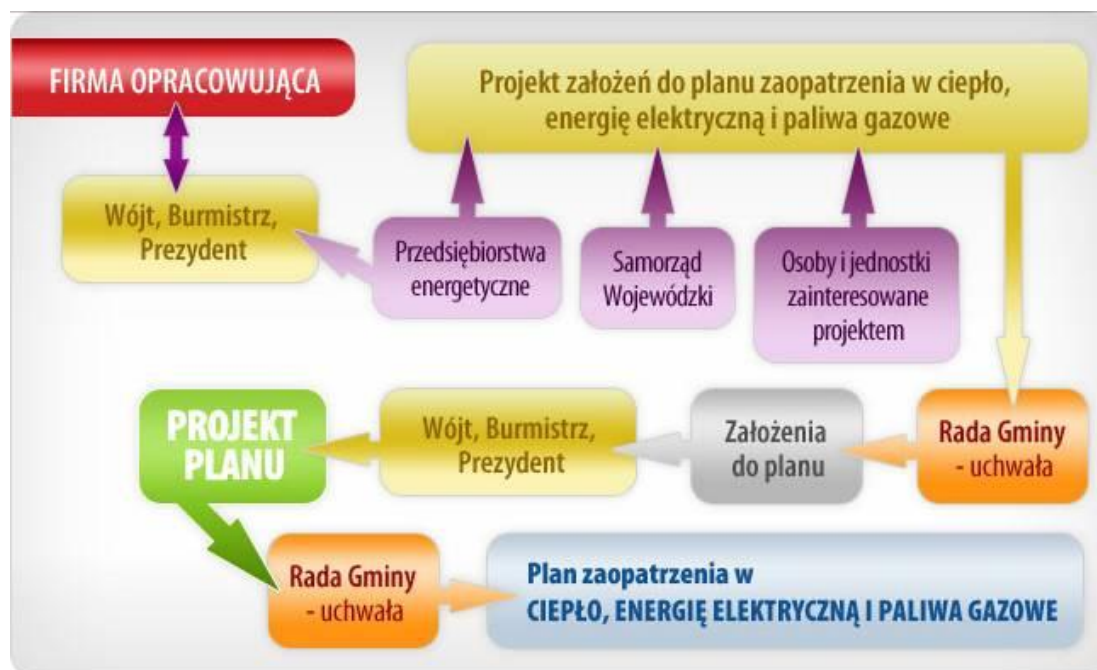 FIRMA OPRACOWUJĄCA
Projekt założeń do planu zaopatrzenia w ciepło,
energię elektryczną i paliwa gazowe
Wójt, Burmistrz,
Prezydent
Przedsiębiorstwa
energetyczne
Samorząd
Wojewódzki
Osoby i jednostki
zainteresowane
projektem
PROJEKT
PLANU
Wójt, Burmistrz,
Prezydent
Założenia
do planu
Rada Gminy
- uchwała
Rada Gminy
- uchwała
Plan zaopatrzenia w
CIEPŁO, ENERGIĘ ELEKTRYCZNĄ I PALIWA GAZOWE